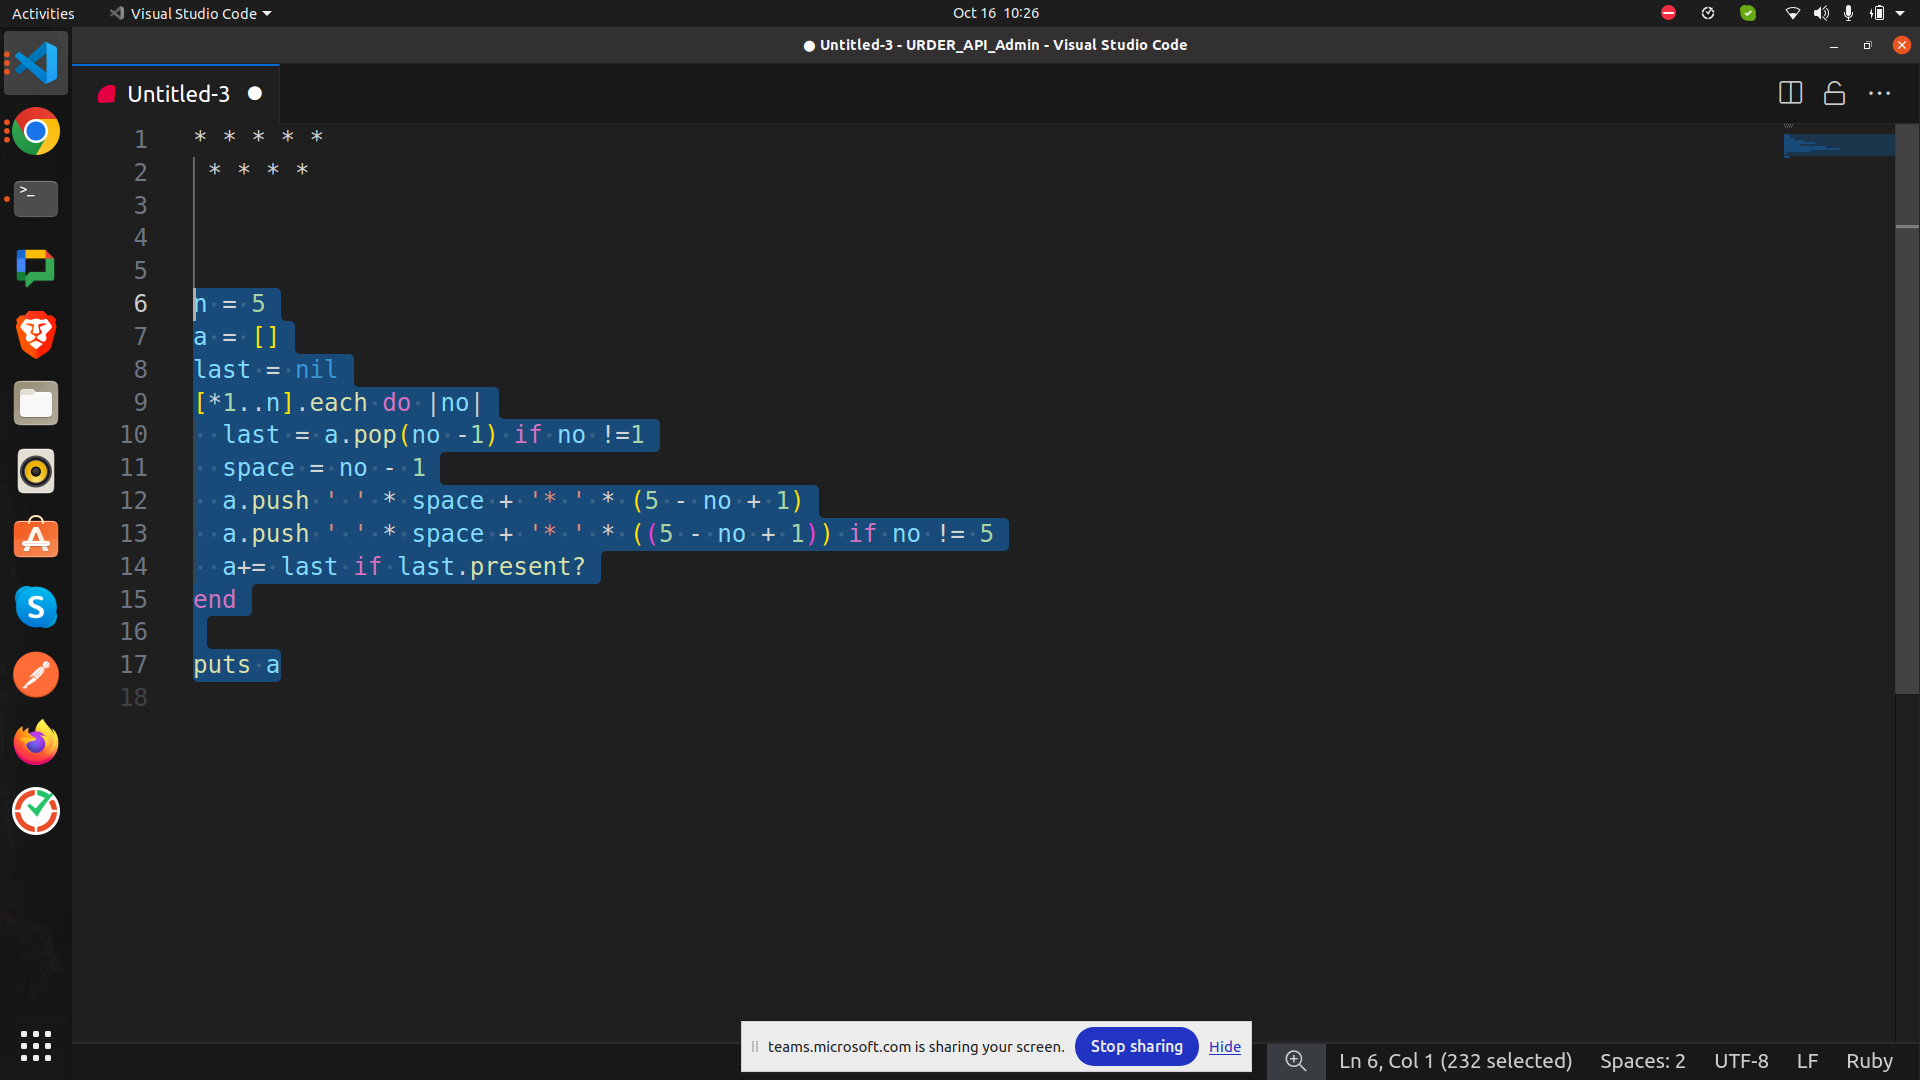 Activities
Visual Studio Code
Oct 16 10:26
● Untitled-3 - URDER_API_Admin - Visual Studio Code
Untitled-3
1 * * * * *
2  * * * *
3
4
5
6 n = 5
7 a = []
8 last = nil
9 [*1..n].each do |no|
10   last = a.pop(no -1) if no !=1
11   space = no - 1
12   a.push ' ' * space + '* ' * (5 - no + 1)
13   a.push ' ' * space + '* ' * ((5 - no + 1)) if no != 5
14   a+= last if last.present?
15 end
16
17 puts a
18
teams.microsoft.com is sharing your screen.
Stop sharing
Hide
Ln 6, Col 1 (232 selected)
Spaces: 2
UTF-8
LF
Ruby